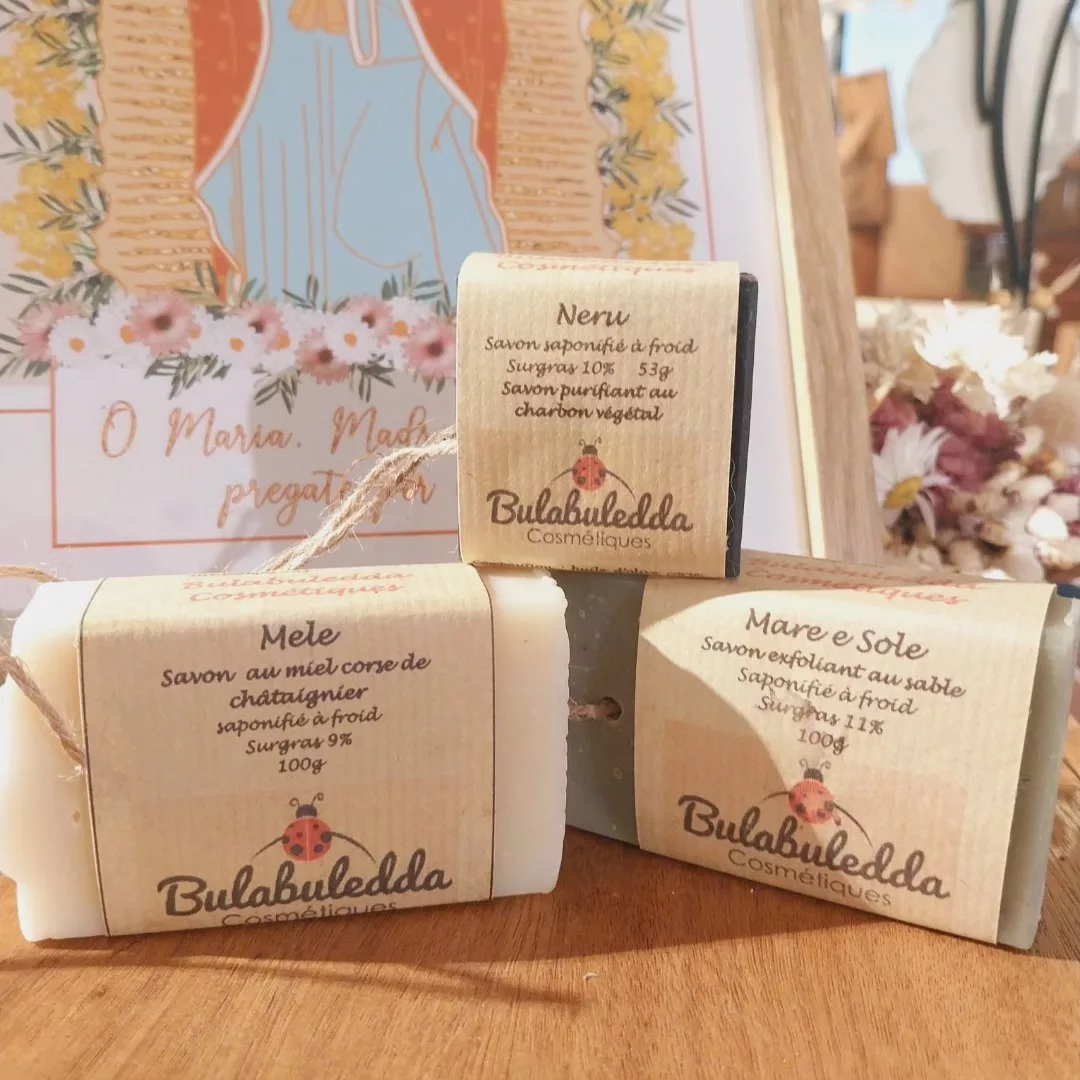 O Maria. Madr
pregate per
Cosmétiques
Neru
Savon saponifié à froid
Surgras 10% 53g
Savon purifiant au
charbon végétal
Bulabuledda
Cosmétiques
Bulabuledda
Cosmétiques
Mele
Savon au miel corse de
châtaignier
saponifié à froid
Surgras 9%
100g
Bulabuledda
Cosmétiques
Bulabuledda
Cosmétiques
Mare e Sole
Savon exfoliant au sable
Saponifié à froid
Surgras 11%
100g
Bulabuledda
Cosmétiques